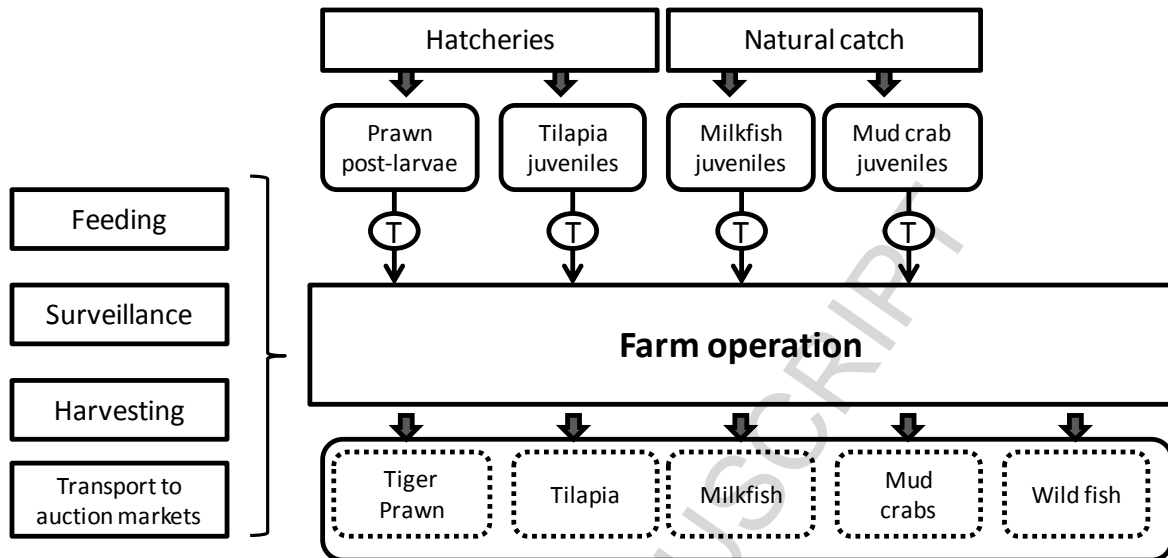 Hatcheries
Natural catch
Prawn
post-larvae
Tilapia
juveniles
Milkfish
juveniles
Mud crab
juveniles
T
T
T
T
Feeding
Surveillance
Harvesting
Transport to
auction markets
Farm operation
Tiger
Prawn
Tilapia
Milkfish
Mud
crabs
Wild fish
USCRIPT